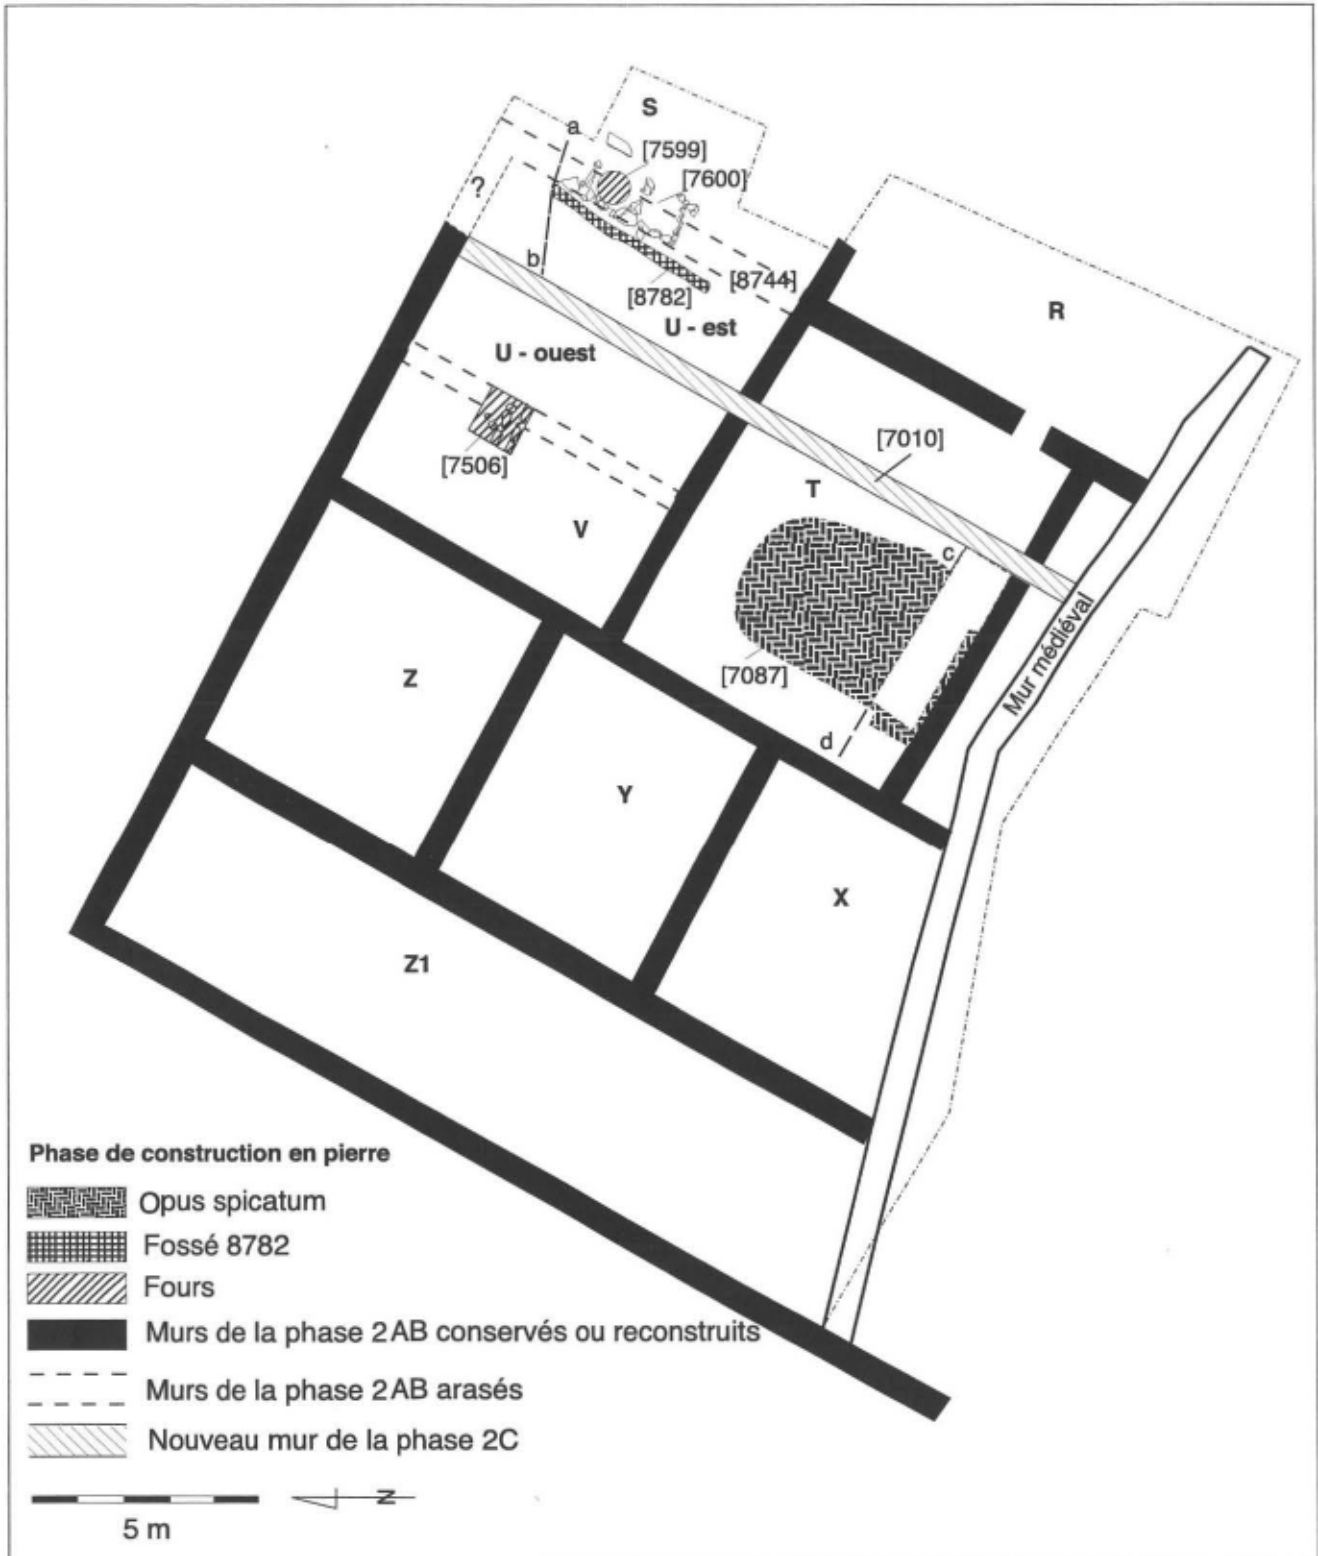 S
a
[7599]
[7600]
?
b
[8744]
[8782]
R
U - est
U - ouest
[7010]
[7506]
T
V
c
Mur médiéval
[7087]
Z
d
Y
X
Z1
Phase de construction en pierre
Opus spicatum
Fossé 8782
Fours
Murs de la phase 2AB conservés ou reconstruits
Murs de la phase 2AB arasés
Nouveau mur de la phase 2C
N
5 m